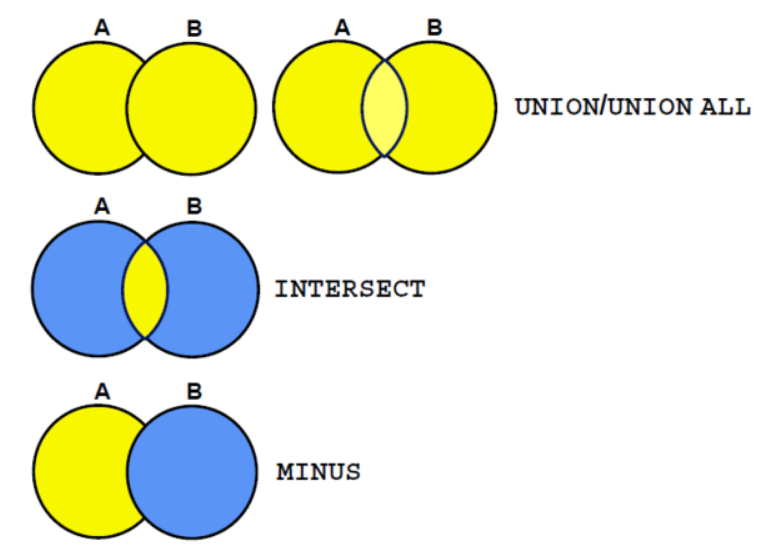 A B A B
UNION/UNION ALL
A B
INTERSECT
A B
MINUS